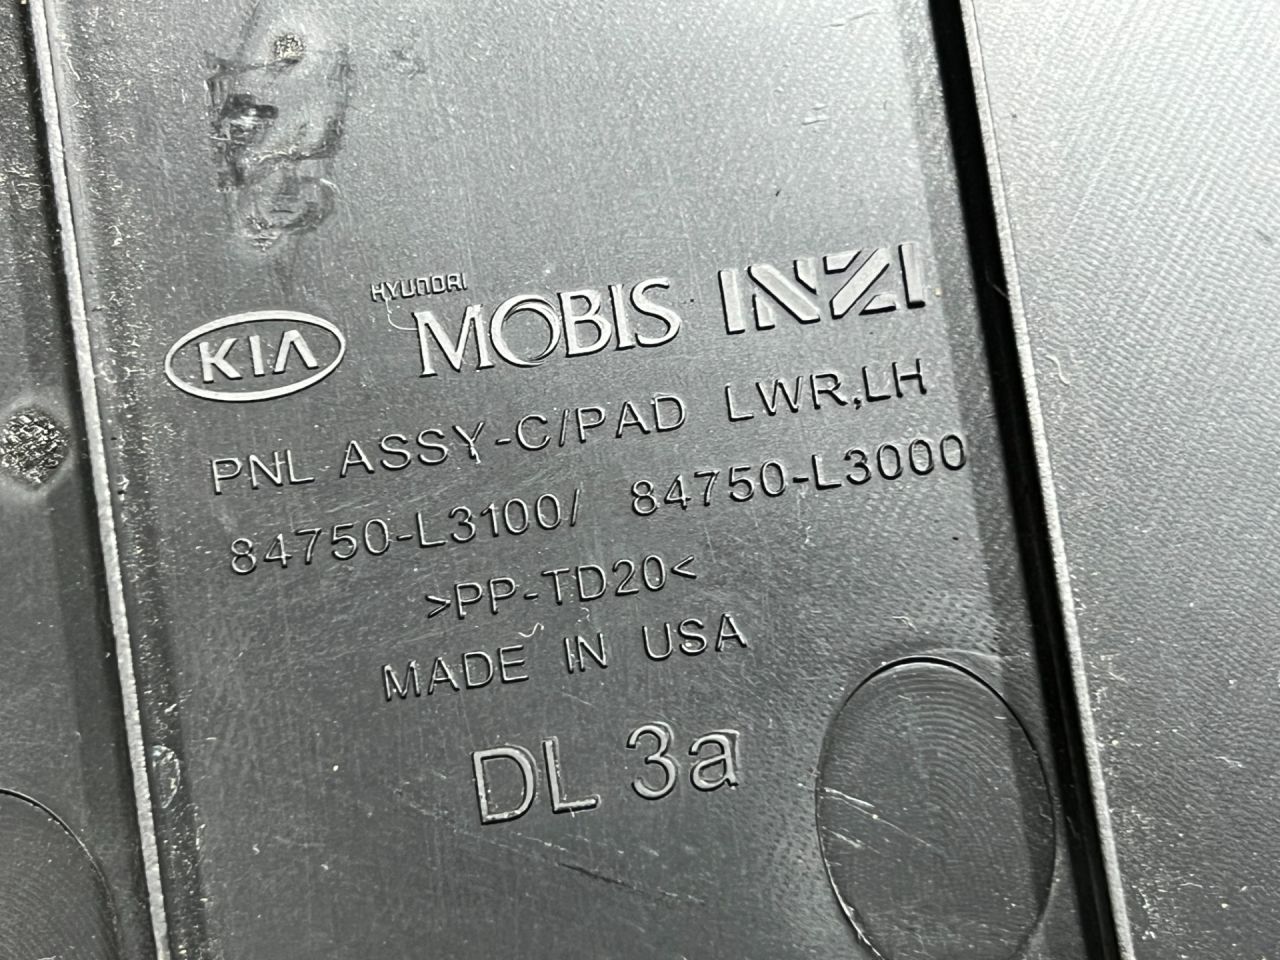 KIA HYUNDAI MOBIS INZI
PNL ASSY-C/PAD LWR,LH
84750-L3100/ 84750-L3000
>PP-TD20<
MADE IN USA
DL 3a